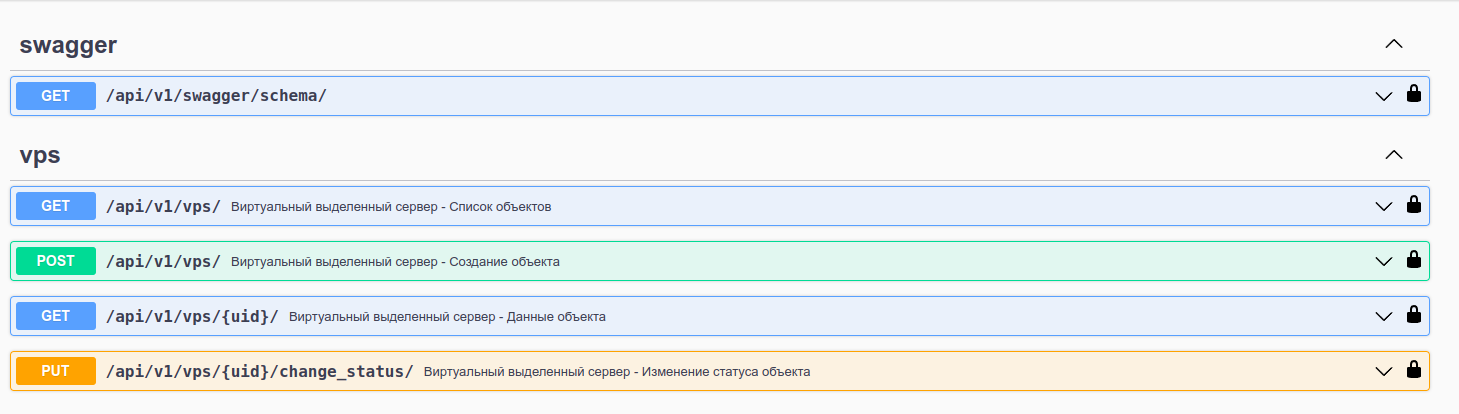 swagger
GET /api/v1/swagger/schema/
vps
GET /api/v1/vps/ Виртуальный выделенный сервер - Список объектов
POST /api/v1/vps/ Виртуальный выделенный сервер - Создание объекта
GET /api/v1/vps/{uid}/ Виртуальный выделенный сервер - Данные объекта
PUT /api/v1/vps/{uid}/change_status/ Виртуальный выделенный сервер - Изменение статуса объекта